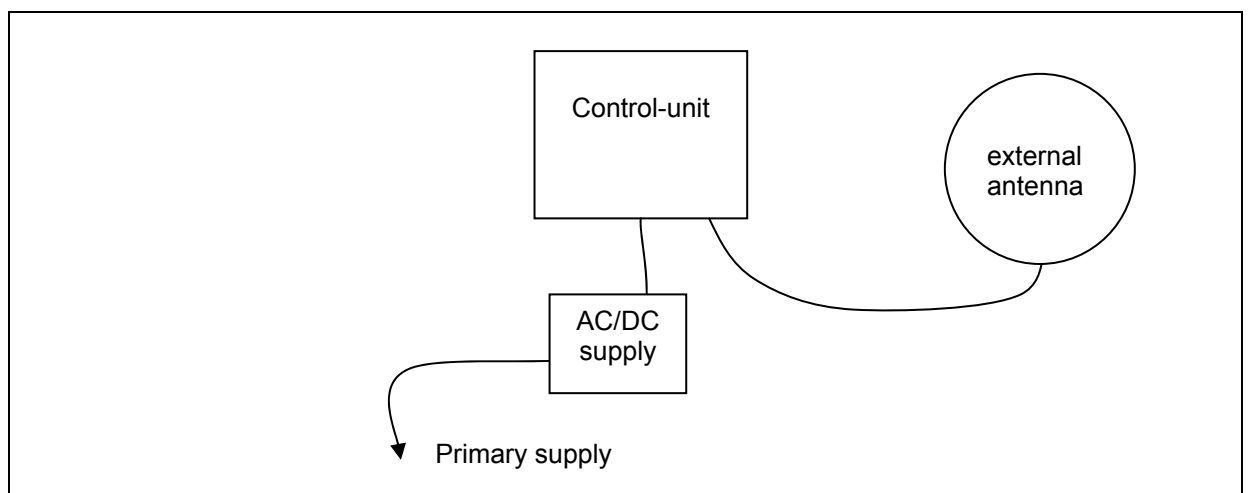 Control-unit
external
antenna
AC/DC
supply
Primary supply